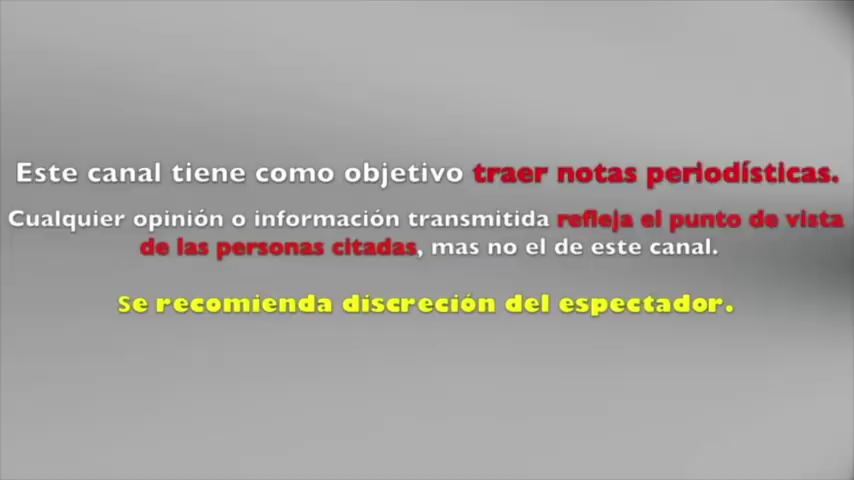 Este canal tiene como objetivo traer notas periodísticas.
Cualquier opinión o información transmitida refleja el punto de vista
de las personas citadas, mas no el de este canal.
Se recomienda discreción del espectador.